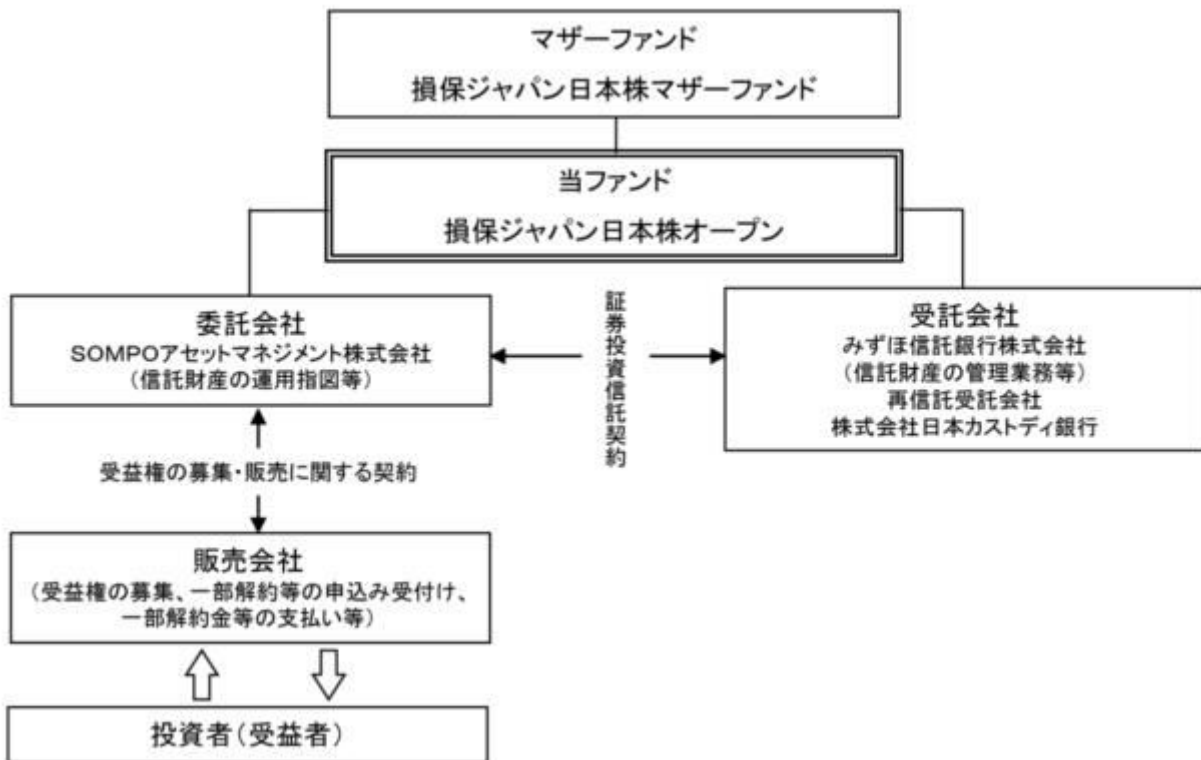 マザーファンド
損保ジャパン日本株マザーファンド
当ファンド
損保ジャパン日本株オープン
委託会社
SOMPOアセットマネジメント株式会社
(信託財産の運用指図等)
証券投資信託契約
受託会社
みずほ信託銀行株式会社
(信託財産の管理業務等)
再信託受託会社
株式会社日本カストディ銀行
受益権の募集・販売に関する契約
販売会社
(受益権の募集、一部解約等の申込み受付け、
一部解約金等の支払い等)
投資者(受益者)